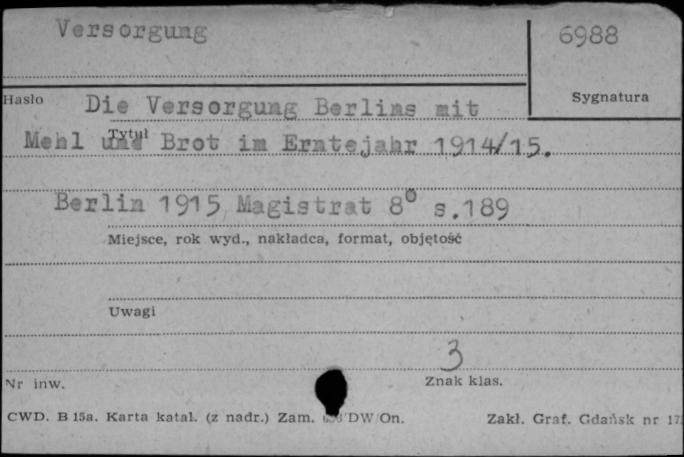 Versorgung
6988
Hasło
Sygnatura
Die Versorgung Berlins mit
Tytuł
Mehl und Brot im Erntejahr 1914/15.
Berlin 1915 Magistrat 8° s.189
Miejsce, rok wyd., nakładca, format, objętość
Uwagi
3
Nr inw.
Znak klas.
CWD. B 15a. Karta katal. (z nadr.) Zam. DW/On.
Zakł. Graf. Gdańsk nr